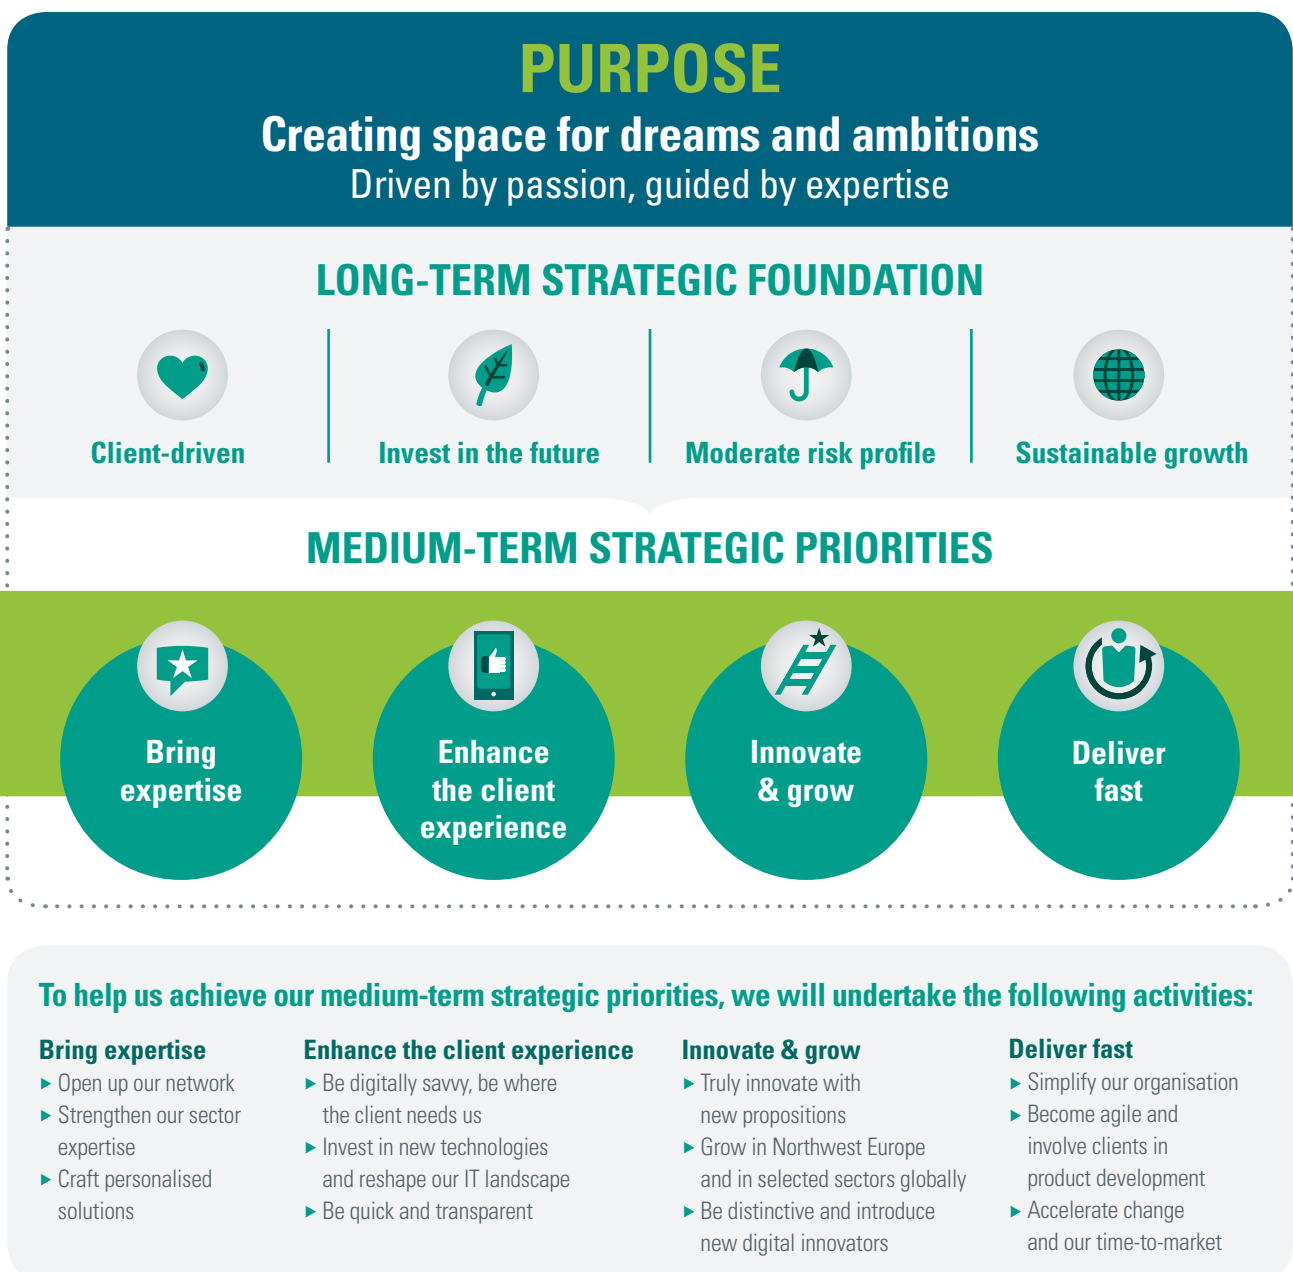 PURPOSE
Creating space for dreams and ambitions
Driven by passion, guided by expertise
LONG-TERM STRATEGIC FOUNDATION
Client-driven
Invest in the future
Moderate risk profile
Sustainable growth
MEDIUM-TERM STRATEGIC PRIORITIES
Bring
expertise
Enhance
the client
experience
Innovate
& grow
Deliver
fast
To help us achieve our medium-term strategic priorities, we will undertake the following activities:
Bring expertise
Open up our network
Strengthen our sector
expertise
Craft personalised
solutions
Enhance the client experience
Be digitally savvy, be where
the client needs us
Invest in new technologies
and reshape our IT landscape
Be quick and transparent
Innovate & grow
Truly innovate with
new propositions
Grow in Northwest Europe
and in selected sectors globally
Be distinctive and introduce
new digital innovators
Deliver fast
Simplify our organisation
Become agile and
involve clients in
product development
Accelerate change
and our time-to-market